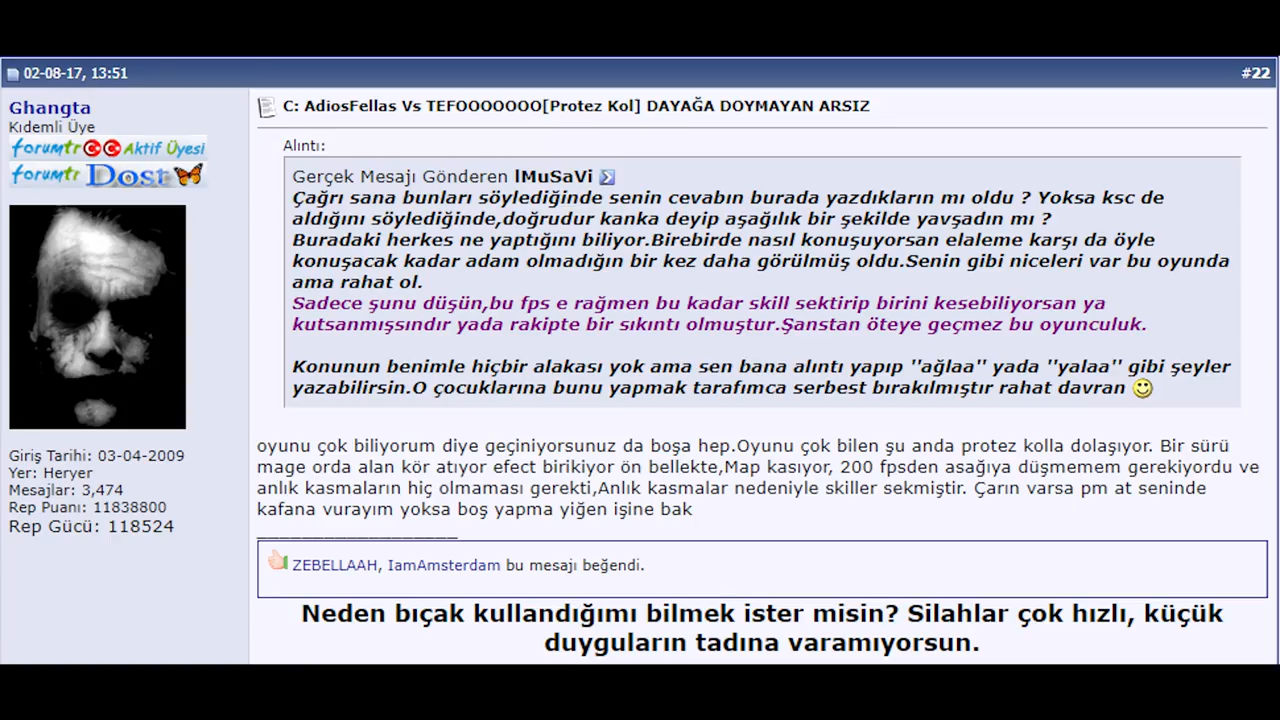 02-08-17, 13:51
#22
Ghangta
Kıdemli Üye
forumtr Aktif Üyesi
forumtr Dost
Giriş Tarihi: 03-04-2009
Yer: Heryer
Mesajlar: 3,474
Rep Puanı: 11838800
Rep Gücü: 118524
C: AdiosFellas Vs TEFOOOOOOO[Protez Kol] DAYAĞA DOYMAYAN ARSIZ
Alıntı:
Gerçek Mesajı Gönderen lMuSaVi
Çağrı sana bunları söylediğinde senin cevabın burada yazdıkların mı oldu ? Yoksa ksc de
aldığını söylediğinde,doğrudur kanka deyip aşağılık bir şekilde yavşadın mı ?
Buradaki herkes ne yaptığını biliyor.Birebirde nasıl konuşuyorsan elaleme karşı da öyle
konuşacak kadar adam olmadığın bir kez daha görülmüş oldu.Senin gibi niceleri var bu oyunda
ama rahat ol.
Sadece şunu düşün,bu fps e rağmen bu kadar skill sektirip birini kesebiliyorsan ya
kutsanmışsındır yada rakipte bir sıkıntı olmuştur.Şanstan öteye geçmez bu oyunculuk.
Konunun benimle hiçbir alakası yok ama sen bana alıntı yapıp ''ağlaa'' yada ''yalaa'' gibi şeyler
yazabilirsin.O çocuklarına bunu yapmak tarafımca serbest bırakılmıştır rahat davran
oyunu çok biliyorum diye geçiniyorsunuz da boşa hep.Oyunu çok bilen şu anda protez kolla dolaşıyor. Bir sürü
mage orda alan kör atıyor efect birikiyor ön bellekte,Map kasıyor, 200 fpsden asağıya düşmemem gerekiyordu ve
anlık kasmaların hiç olmaması gerekti,Anlık kasmalar nedeniyle skiller sekmiştir. Çarın varsa pm at seninde
kafana vurayım yoksa boş yapma yiğen işine bak
ZEBELLAAH, IamAmsterdam bu mesajı beğendi.
Neden bıçak kullandığımı bilmek ister misin? Silahlar çok hızlı, küçük
duyguların tadına varamıyorsun.